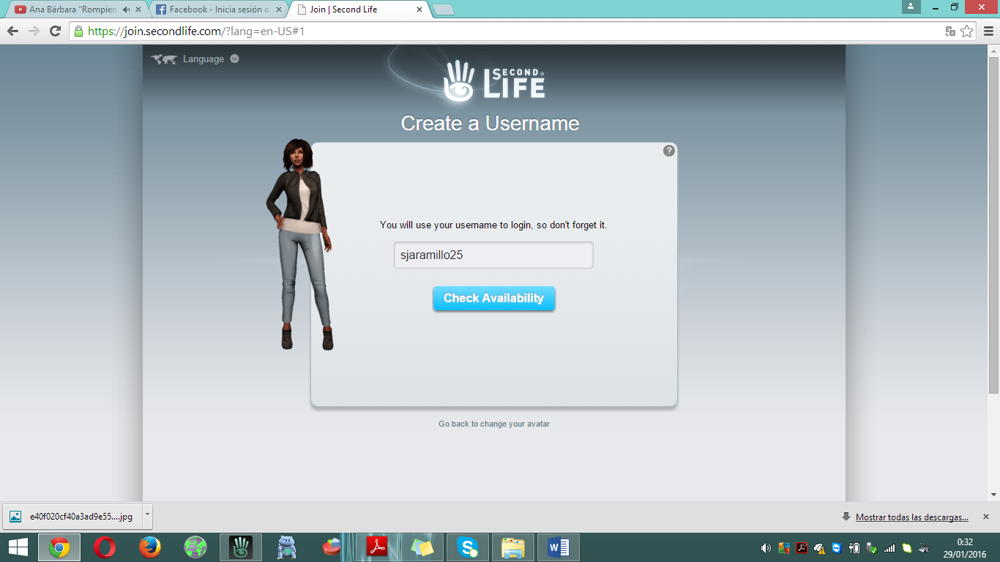 Ana Bárbara "Rompien
Facebook - Inicia sesión o
Join | Second Life
https://join.secondlife.com/?lang=en-US#1
Language
SECOND®
LIFE
Create a Username
?
You will use your username to login, so don't forget it.
sjaramillo25
Check Availability
Go back to change your avatar
e40f020cf40a3ad9e55....jpg
Mostrar todas las descargas...
0:32
29/01/2016